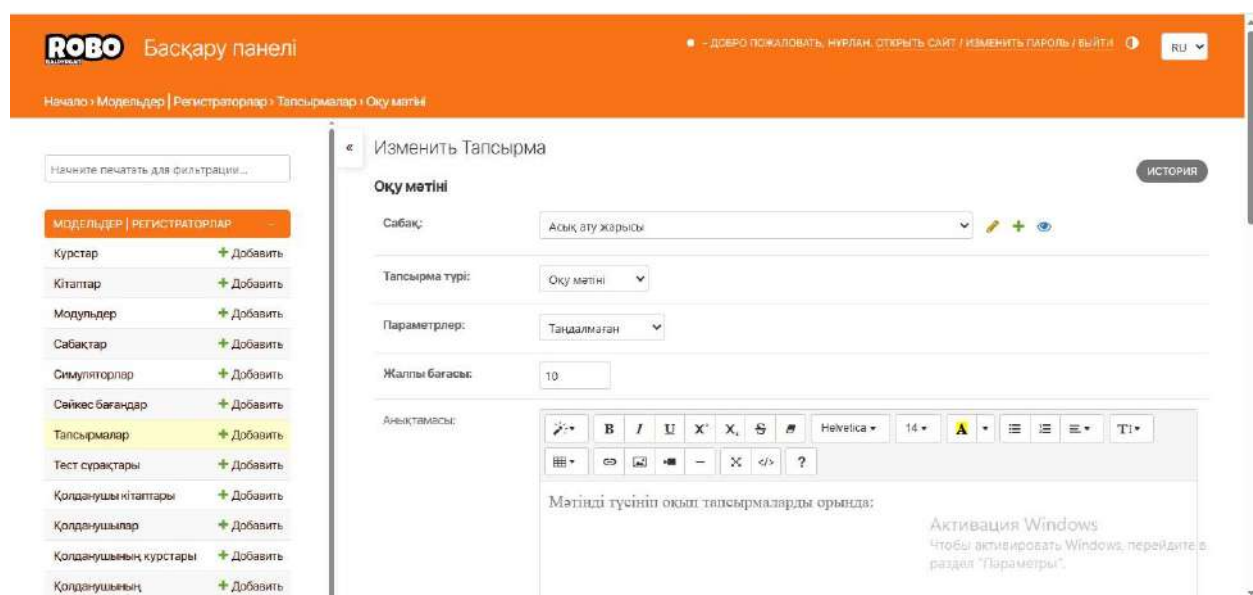 ROBO Басқару панелі
- ДОБРО ПОЖАЛОВАТЬ, НҰРЛАН. ОТКРЫТЬ САЙТ / ИЗМЕНИТЬ ПАРОЛЬ / ВЫЙТИ
RU
Начало › Модельдер | Регистраторлар › Тапсырмалар › Оқу мәтіні
Начните печатать для фильтрации...
МОДЕЛЬДЕР | РЕГИСТРАТОРЛАР
Курстар + Добавить
Кітаптар + Добавить
Модульдер + Добавить
Сабақтар + Добавить
Симуляторлар + Добавить
Сәйкес бағандар + Добавить
Тапсырмалар + Добавить
Тест сұрақтары + Добавить
Қолданушы кітаптары + Добавить
Қолданушылар + Добавить
Қолданушының курстары + Добавить
Қолданушының + Добавить
« Изменить Тапсырма
ИСТОРИЯ
Оқу мәтіні
Сабақ: Асық ату жарысы
Тапсырма түрі: Оқу мәтіні
Параметрлер: Таңдалмаған
Жалпы бағасы: 10
Анықтамасы:
B I U X X S Helvetica 14 A TI
</> ?
Мәтінді түсініп оқып тапсырмаларды орында:
Активация Windows
Чтобы активировать Windows, перейдите в
раздел "Параметры".